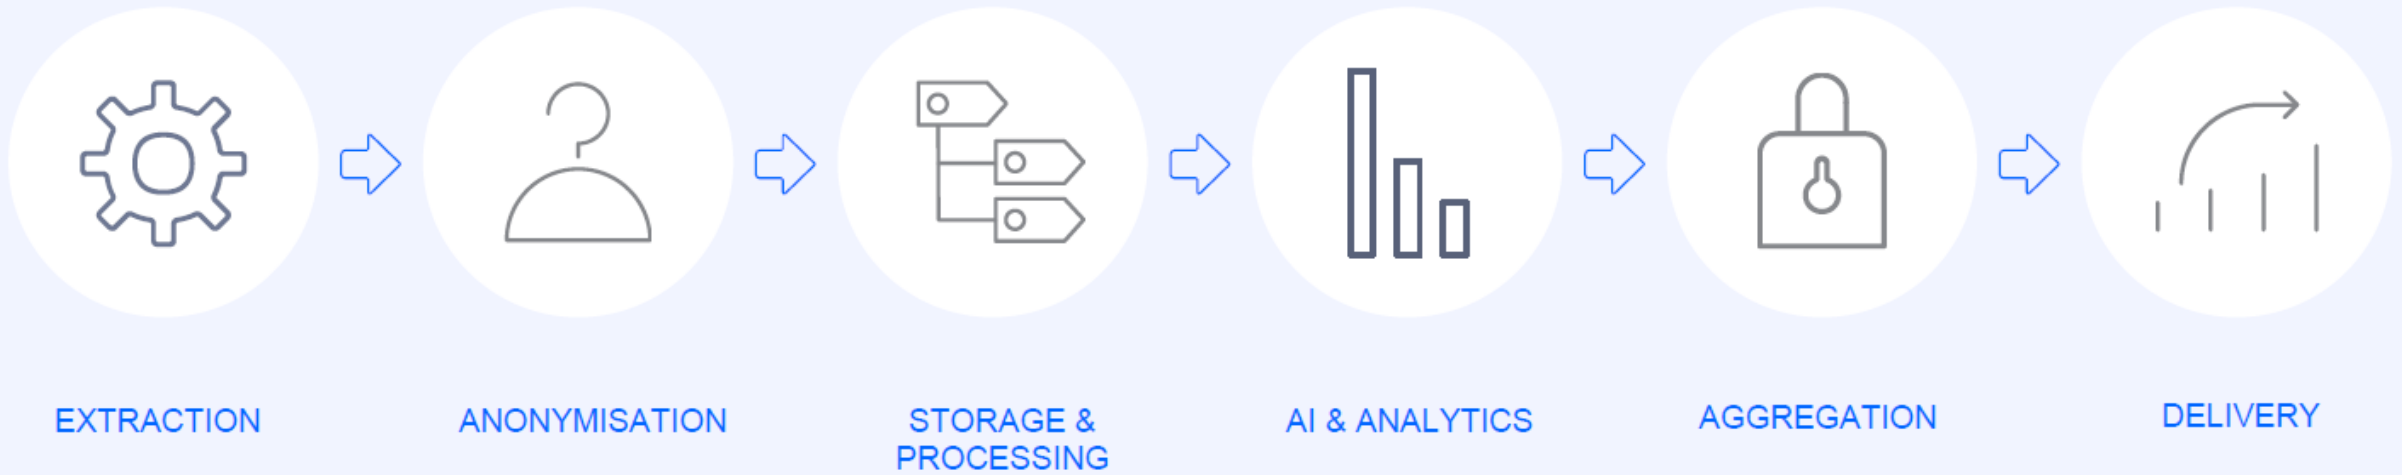 EXTRACTION
ANONYMISATION
STORAGE &
PROCESSING
AI & ANALYTICS
AGGREGATION
DELIVERY